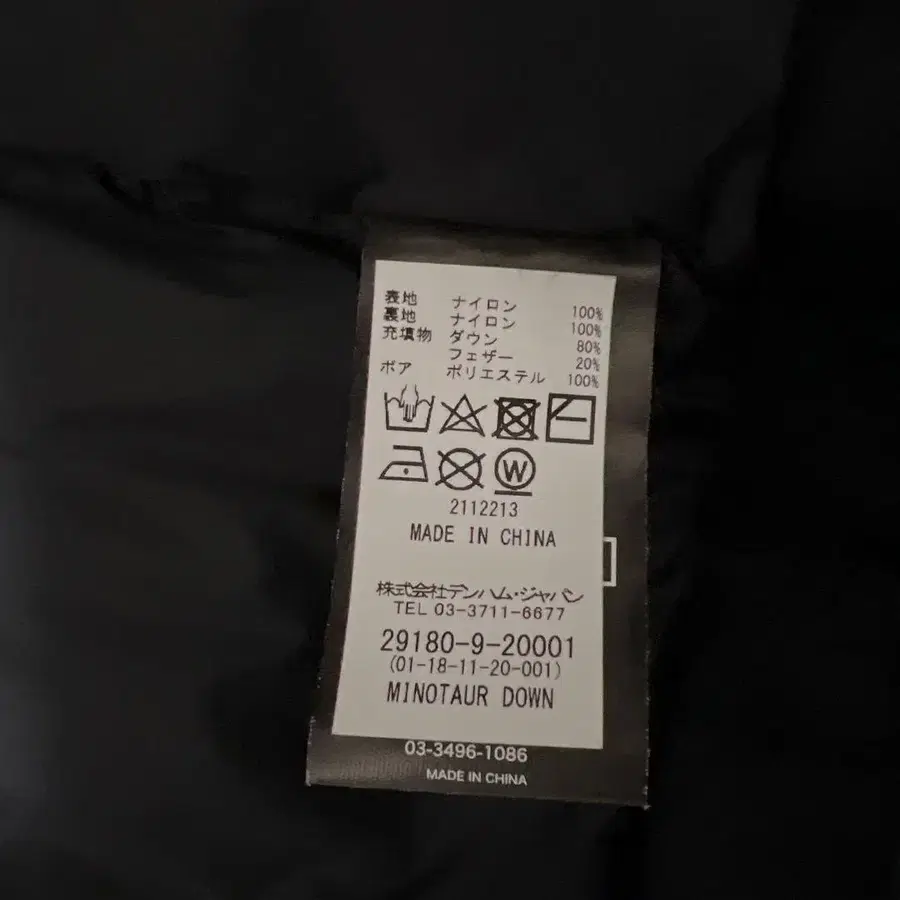 表地 ナイロン 100%
裏地 ナイロン 100%
充填物 ダウン 80%
フェザー 20%
ボア ポリエステル 100%
W
2112213
MADE IN CHINA
株式会社デンハム・ジャパン
TEL 03-3711-6677
29180-9-20001
(01-18-11-20-001)
MINOTAUR DOWN
03-3496-1086
MADE IN CHINA